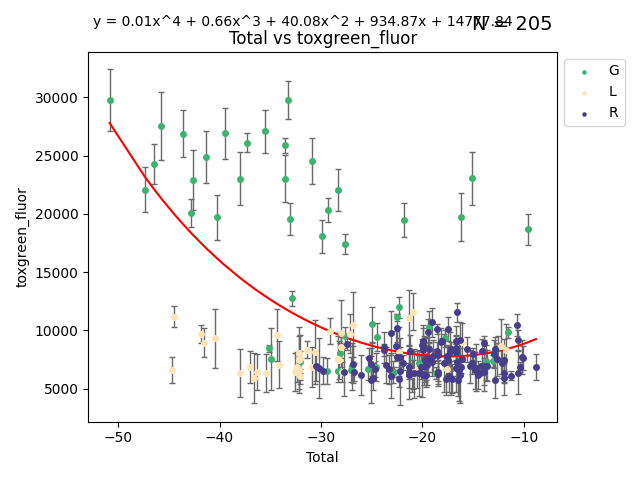 y = 0.01x^4 + 0.66x^3 + 40.08x^2 + 934.87x + 14777.84
N = 205
Total vs toxgreen_fluor
G
L
R
30000
25000
20000
15000
10000
5000
toxgreen_fluor
−50 −40 −30 −20 −10
Total